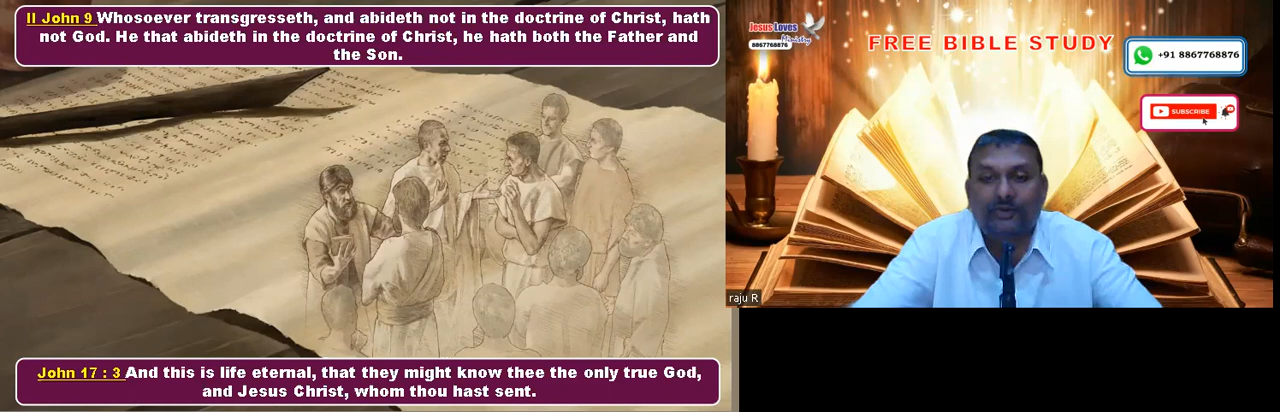 II John 9 Whosoever transgresseth, and abideth not in the doctrine of Christ, hath
not God. He that abideth in the doctrine of Christ, he hath both the Father and
the Son.
John 17 : 3 And this is life eternal, that they might know thee the only true God,
and Jesus Christ, whom thou hast sent.
Jesus Loves
Ministry
8867768876
FREE BIBLE STUDY
+91 8867768876
SUBSCRIBE
raju R